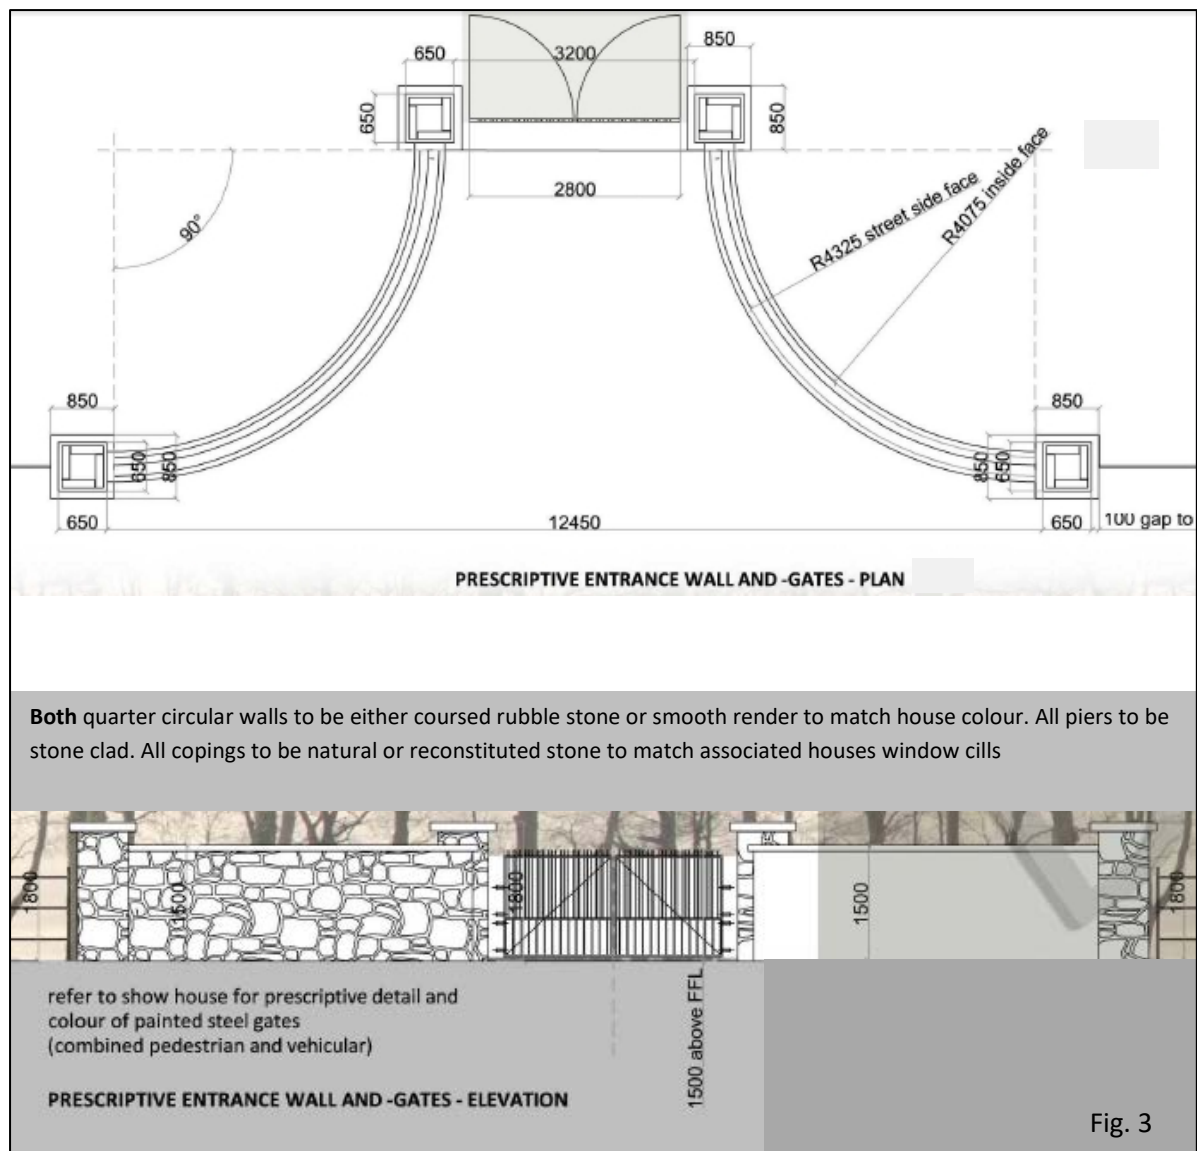 650
3200
850
650
850
2800
90°
R4325 street side face
R4075 inside face
850
850
650
850
850
650
650
12450
650
100 gap to
PRESCRIPTIVE ENTRANCE WALL AND -GATES - PLAN
Both quarter circular walls to be either coursed rubble stone or smooth render to match house colour. All piers to be
stone clad. All copings to be natural or reconstituted stone to match associated houses window cills
1800
1500
1800
1500
1800
refer to show house for prescriptive detail and
colour of painted steel gates
(combined pedestrian and vehicular)
1500 above FFL
PRESCRIPTIVE ENTRANCE WALL AND -GATES - ELEVATION
Fig. 3